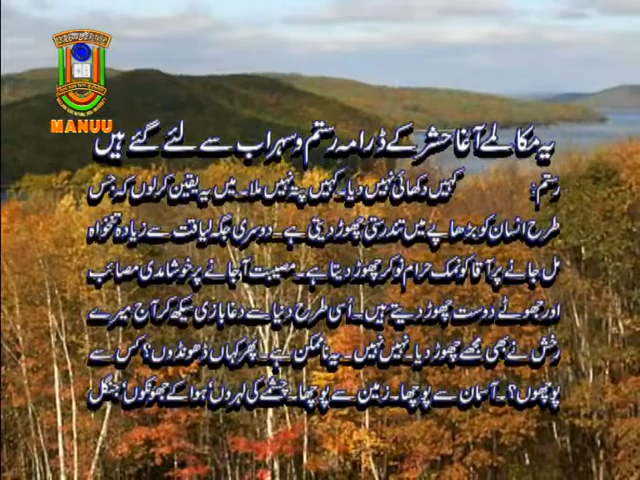 MANUU
یہ مکالمے آغا حشر کے ڈرامہ رستم و سہراب سے لئے گئے ہیں
رستم: کہیں دکھائی نہیں دیا۔ کہیں پتہ نہیں ملا۔ میں یہ یقین کرلوں کہ جس
طرح انسان کو بڑھاپے میں تندرستی چھوڑ دیتی ہے۔ دوسری جگہ لیاقت سے زیادہ تنخواہ
مل جانے پر آقا کو نمک حرام نوکر چھوڑ دیتا ہے۔ مصیبت آجانے پر خوشامدی مصائب
اور جھوٹے دوست چھوڑ دیتے ہیں۔ اُسی طرح دنیا سے دغا بازی سیکھ کر آج میرے
رخش نے بھی مجھے چھوڑ دیا۔ نہیں نہیں۔ یہ ناممکن ہے۔ پھر کہاں ڈھونڈوں؟ کس سے
پوچھوں؟۔ آسمان سے پوچھا۔ زمین سے پوچھا۔ چشمے کی لہروں' ہوا کے جھونکوں' جنگل